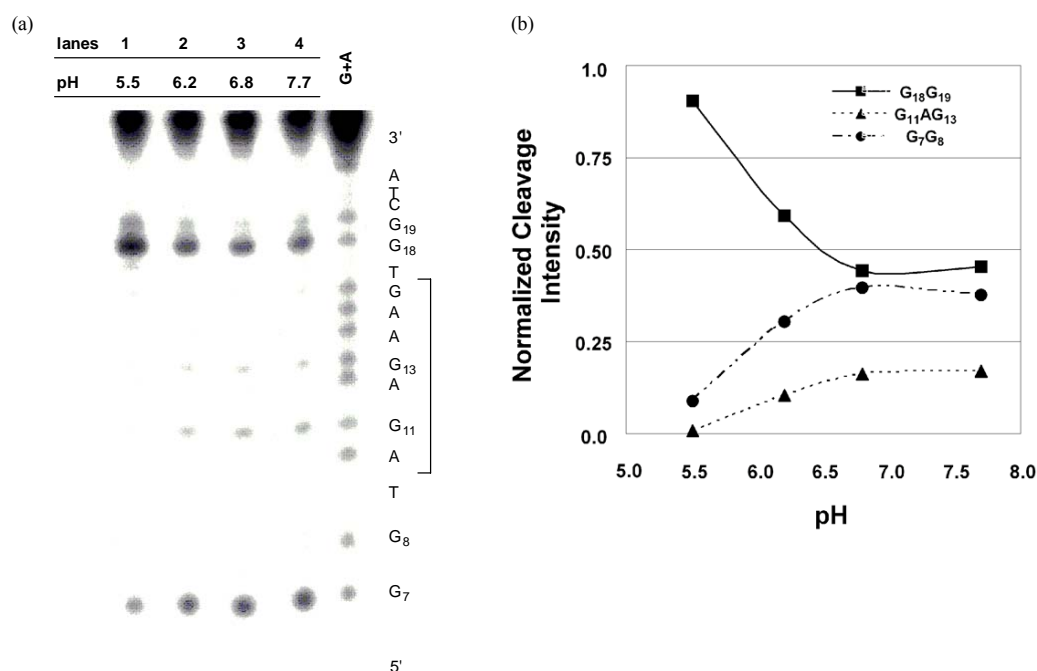 (a)
lanes 1 2 3 4 G+A
pH 5.5 6.2 6.8 7.7
3'
A
T
C
G19
G18
T
G
A
A
G13
A
G11
A
T
G8
G7
5'
(b)
1.0
0.75
0.50
0.25
0.0
Normalized Cleavage
Intensity
G18G19
G11AG13
G7G8
5.0 5.5 6.0 6.5 7.0 7.5 8.0
pH